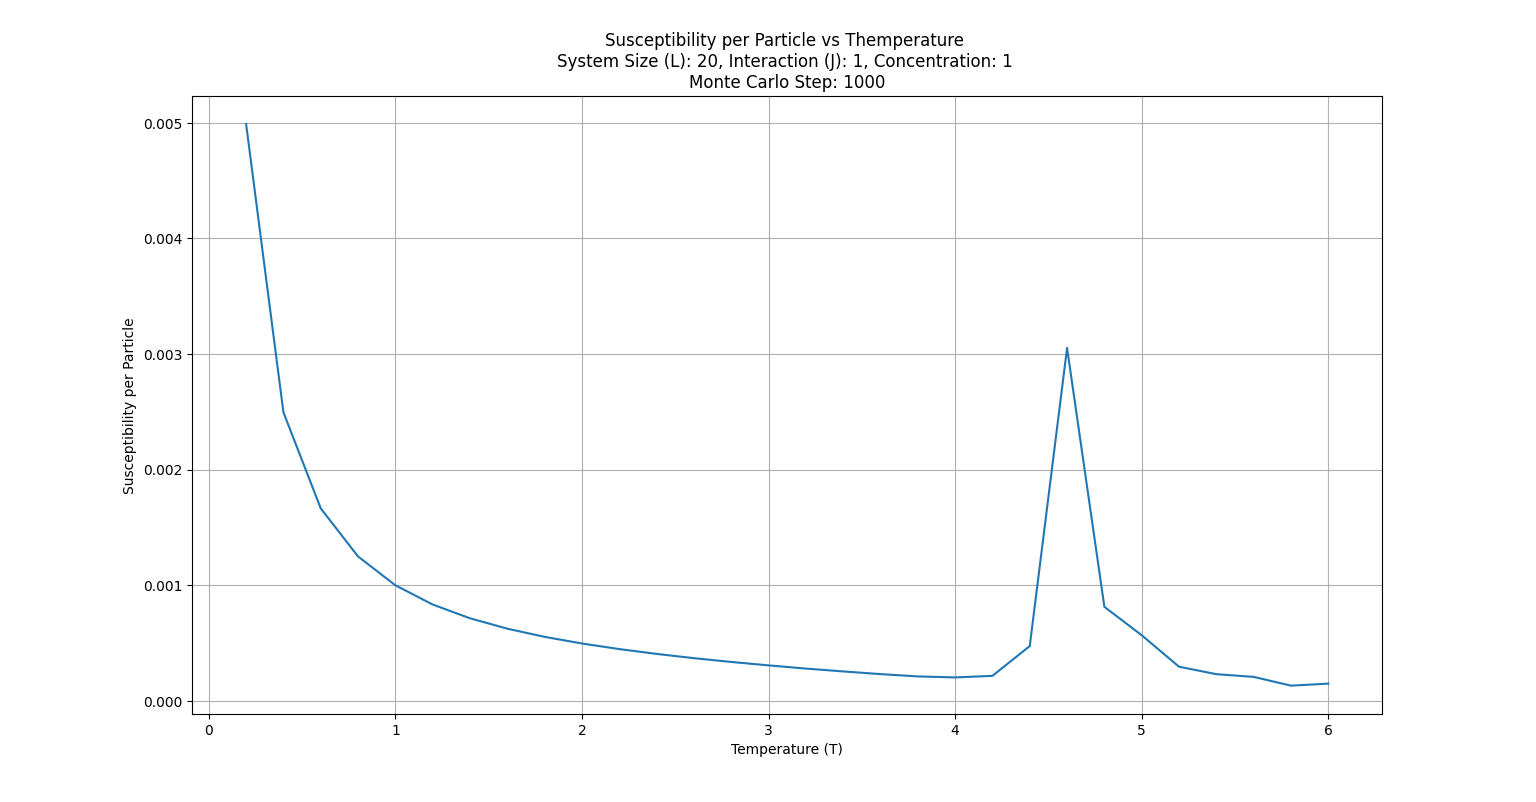 Susceptibility per Particle vs Themperature
System Size (L): 20, Interaction (J): 1, Concentration: 1
Monte Carlo Step: 1000
Susceptibility per Particle
0.005
0.004
0.003
0.002
0.001
0.000
0 1 2 3 4 5 6
Temperature (T)